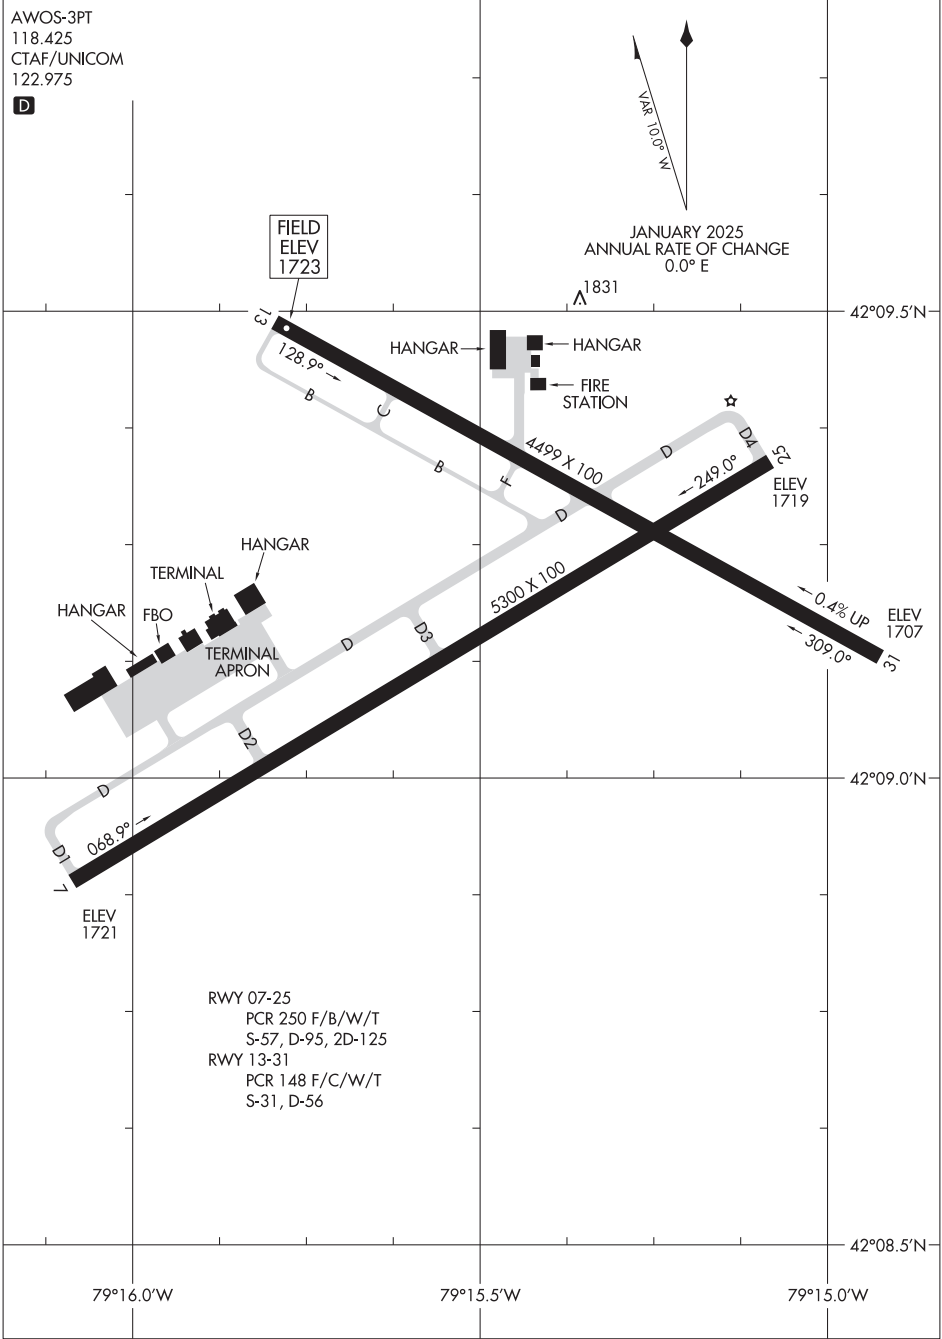 AWOS-3PT
118.425
CTAF/UNICOM
122.975
D
VAR 10.0° W
JANUARY 2025
ANNUAL RATE OF CHANGE
0.0° E
FIELD
ELEV
1723
1831
42°09.5'N
13
128.9°
HANGAR
HANGAR
FIRE
STATION
B
C
B
F
4499 X 100
D
D
D4
25
249.0°
ELEV
1719
HANGAR
TERMINAL
HANGAR
FBO
TERMINAL
APRON
5300 X 100
D3
D
0.4% UP
309.0°
ELEV
1707
31
D2
42°09.0'N
D
068.9°
D1
7
ELEV
1721
RWY 07-25
PCR 250 F/B/W/T
S-57, D-95, 2D-125
RWY 13-31
PCR 148 F/C/W/T
S-31, D-56
42°08.5'N
79°16.0'W
79°15.5'W
79°15.0'W